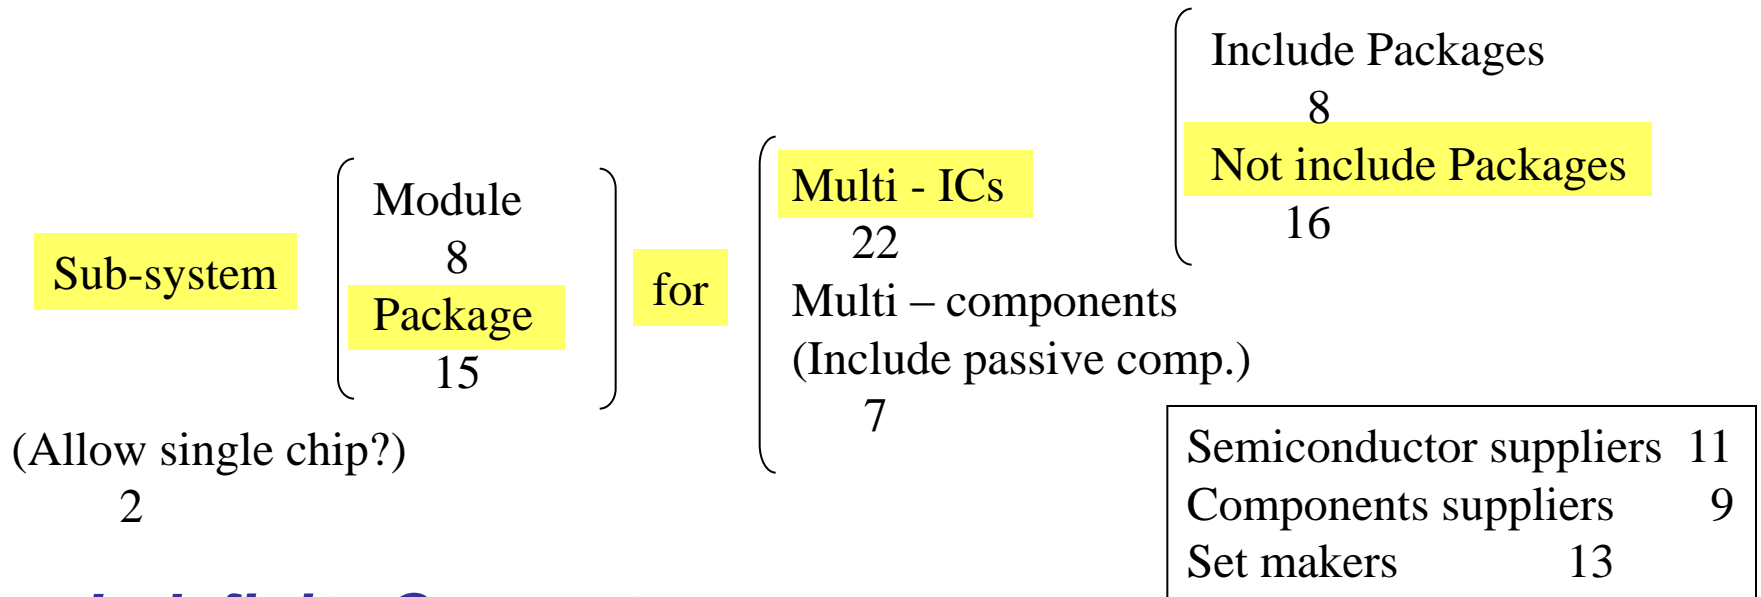 Sub-system
Module
8
Package
15
for
Multi - ICs
22
Multi – components
(Include passive comp.)
7
Include Packages
8
Not include Packages
16
(Allow single chip?)
2
Semiconductor suppliers 11
Components suppliers 9
Set makers 13